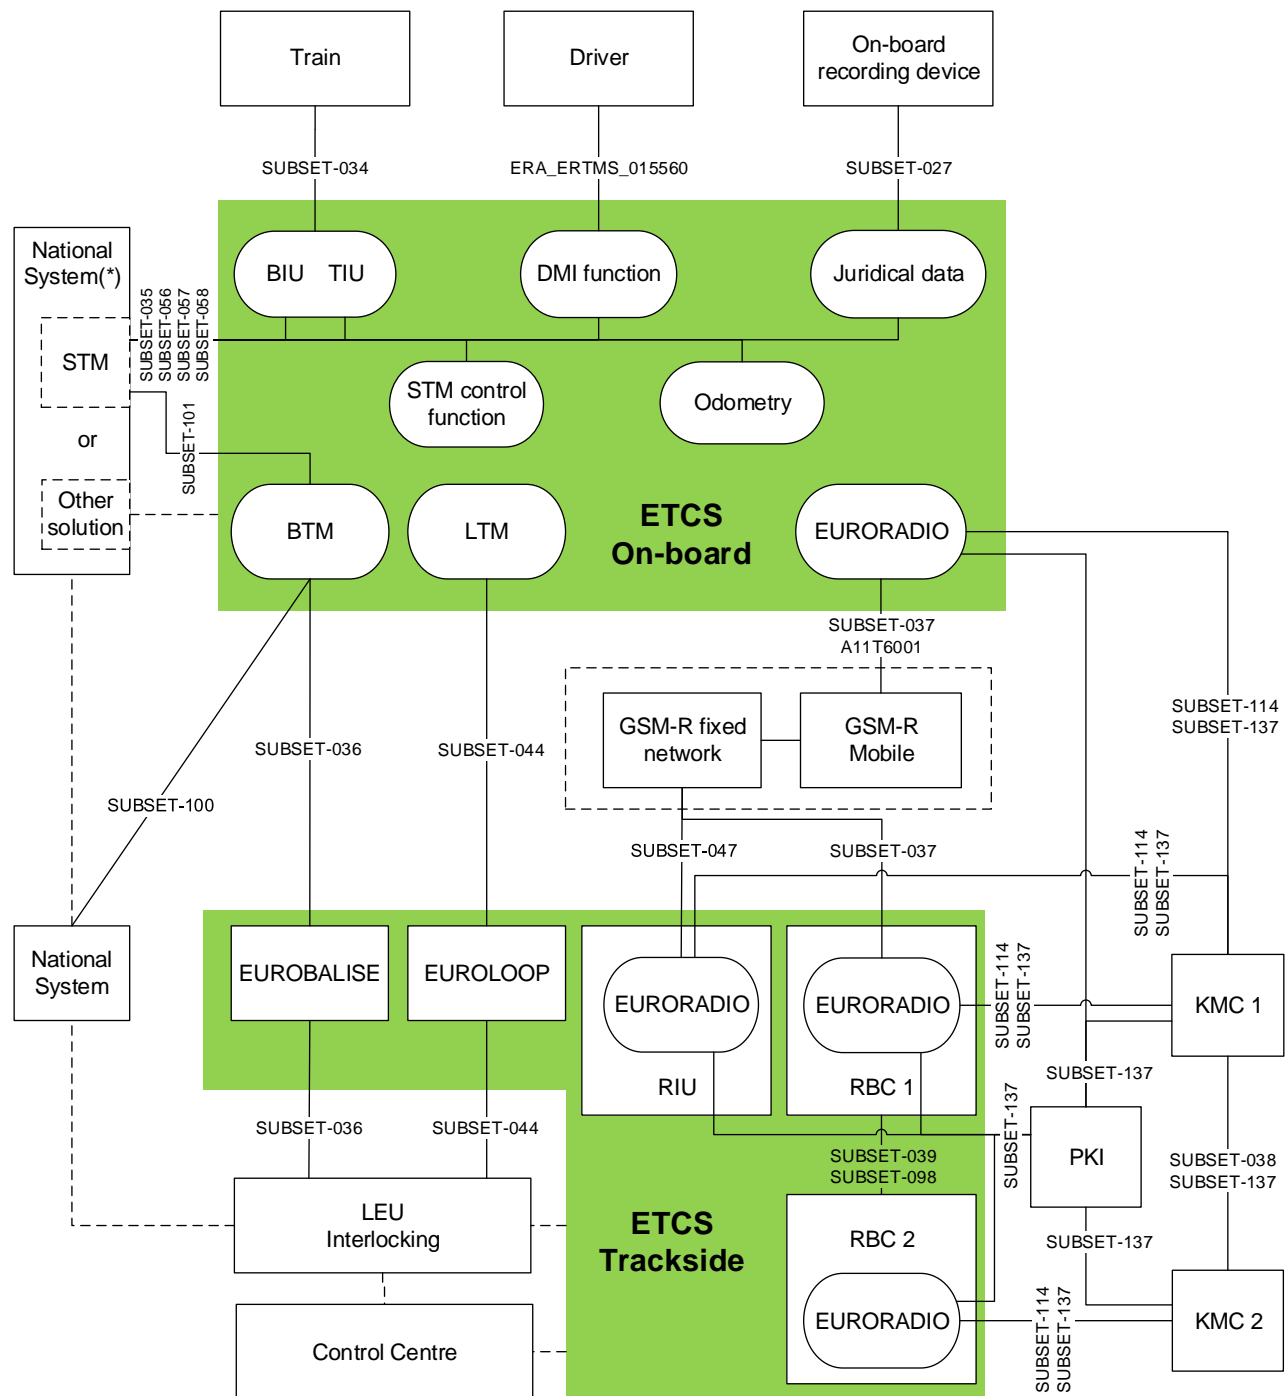 Train
Driver
On-board
recording device
SUBSET-034
ERA_ERTMS_015560
SUBSET-027
National
System(*)
STM
or
Other
solution
SUBSET-035
SUBSET-056
SUBSET-057
SUBSET-058
SUBSET-101
BIU TIU
DMI function
Juridical data
STM control
function
Odometry
BTM
LTM
ETCS
On-board
EURORADIO
SUBSET-037
A11T6001
GSM-R fixed
network
GSM-R
Mobile
SUBSET-114
SUBSET-137
SUBSET-036
SUBSET-044
SUBSET-100
SUBSET-047
SUBSET-037
SUBSET-114
SUBSET-137
National
System
EUROBALISE
EUROLOOP
EURORADIO
RIU
EURORADIO
RBC 1
SUBSET-114
SUBSET-137
KMC 1
SUBSET-137
SUBSET-137
PKI
SUBSET-036
SUBSET-044
SUBSET-039
SUBSET-098
SUBSET-038
SUBSET-137
LEU
Interlocking
ETCS
Trackside
RBC 2
EURORADIO
SUBSET-137
SUBSET-114
SUBSET-137
KMC 2
Control Centre